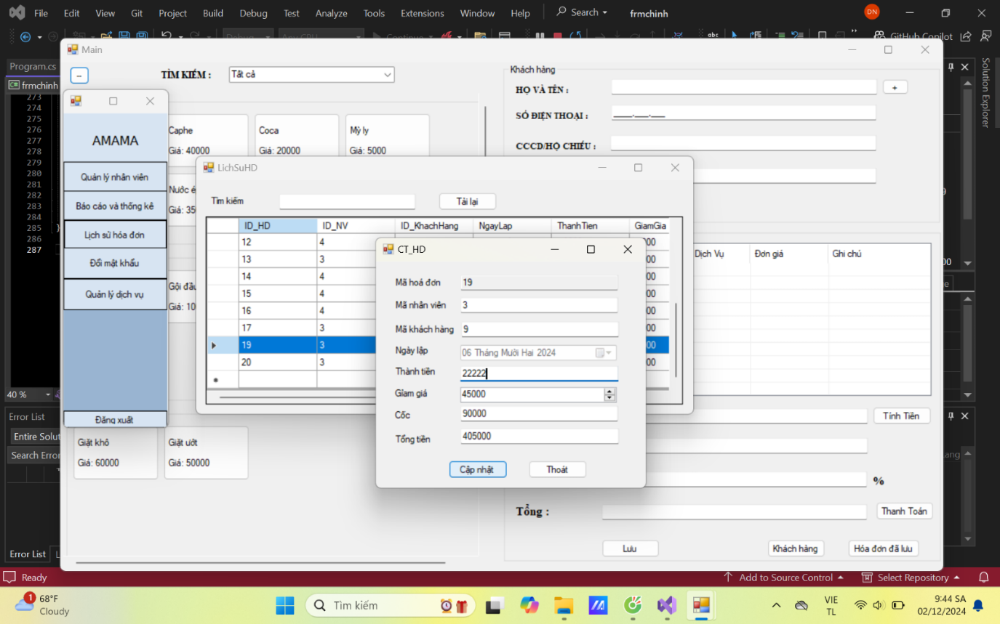 File Edit View Git Project Build Debug Test Analyze Tools Extensions Window Help Search frmchinh DN
Debug Any CPU Continue abc GitHub Copilot
Program.cs
frmchinh
273
274
275
276
277
278
279
280
281
282
283
284
285
286
287
40 %
Error List
Entire Solut
Search Error
Error List
Solution Explorer
Main
--
TÌM KIẾM :
Tất cả
AMAMA
Quản lý nhân viên
Báo cáo và thống kê
Lịch sử hóa đơn
Đổi mật khẩu
Quản lý dịch vụ
Đăng xuất
Caphe
Giá: 40000
Coca
Giá: 20000
Mỳ ly
Giá: 5000
Nước é
Giá: 35
Gội đầu
Giá: 10
Giặt khô
Giá: 60000
Giặt ướt
Giá: 50000
Khách hàng
HỌ VÀ TÊN :
+
SỐ ĐIỆN THOẠI :
CCCD/HỘ CHIẾU :
Dịch Vụ Đơn giá Ghi chú
Tính Tiền
%
Tổng :
Thanh Toán
Lưu
Khách hàng
Hóa đơn đã lưu
LichSuHD
Tìm kiếm
Tải lại
ID_HD ID_NV ID_KhachHang NgayLap ThanhTien GiamGia
12 4 000
13 3 00
14 4 00
15 4 00
16 4 00
17 3 00
19 3 00
20 3
CT_HD
Mã hoá đơn 19
Mã nhân viên 3
Mã khách hàng 9
Ngày lập 06 Tháng Mười Hai 2024
Thành tiền 22222
Giảm giá 45000
Cốc 90000
Tổng tiền 405000
Cập nhật
Thoát
Ready
Add to Source Control
Select Repository
1
68°F
Cloudy
Tìm kiếm
VIE
TL
9:44 SA
02/12/2024